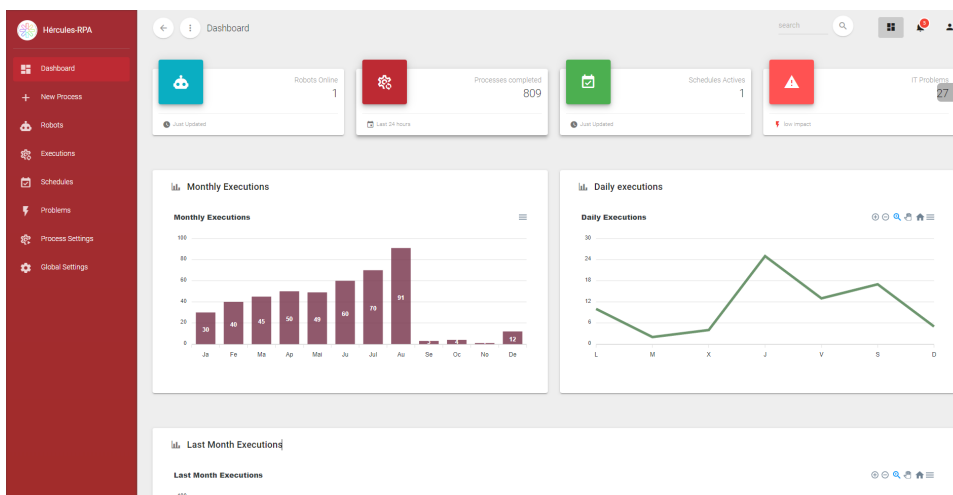 Hércules-RPA
Dashboard
New Process
Robots
Executions
Schedules
Problems
Process Settings
Global Settings
Dashboard
search
3
Robots Online
1
Just Updated
Processes completed
809
Last 24 hours
Schedules Actives
1
Just Updated
IT Problems
27
low impact
Monthly Executions
Monthly Executions
100
80
60
40
20
0
30
40
45
50
49
60
70
91
12
Ja
Fe
Ma
Ap
Mai
Ju
Jul
Au
Se
Oc
No
De
Daily executions
Daily Executions
30
24
18
12
6
0
L
M
X
J
V
S
D
Last Month Executions
Last Month Executions